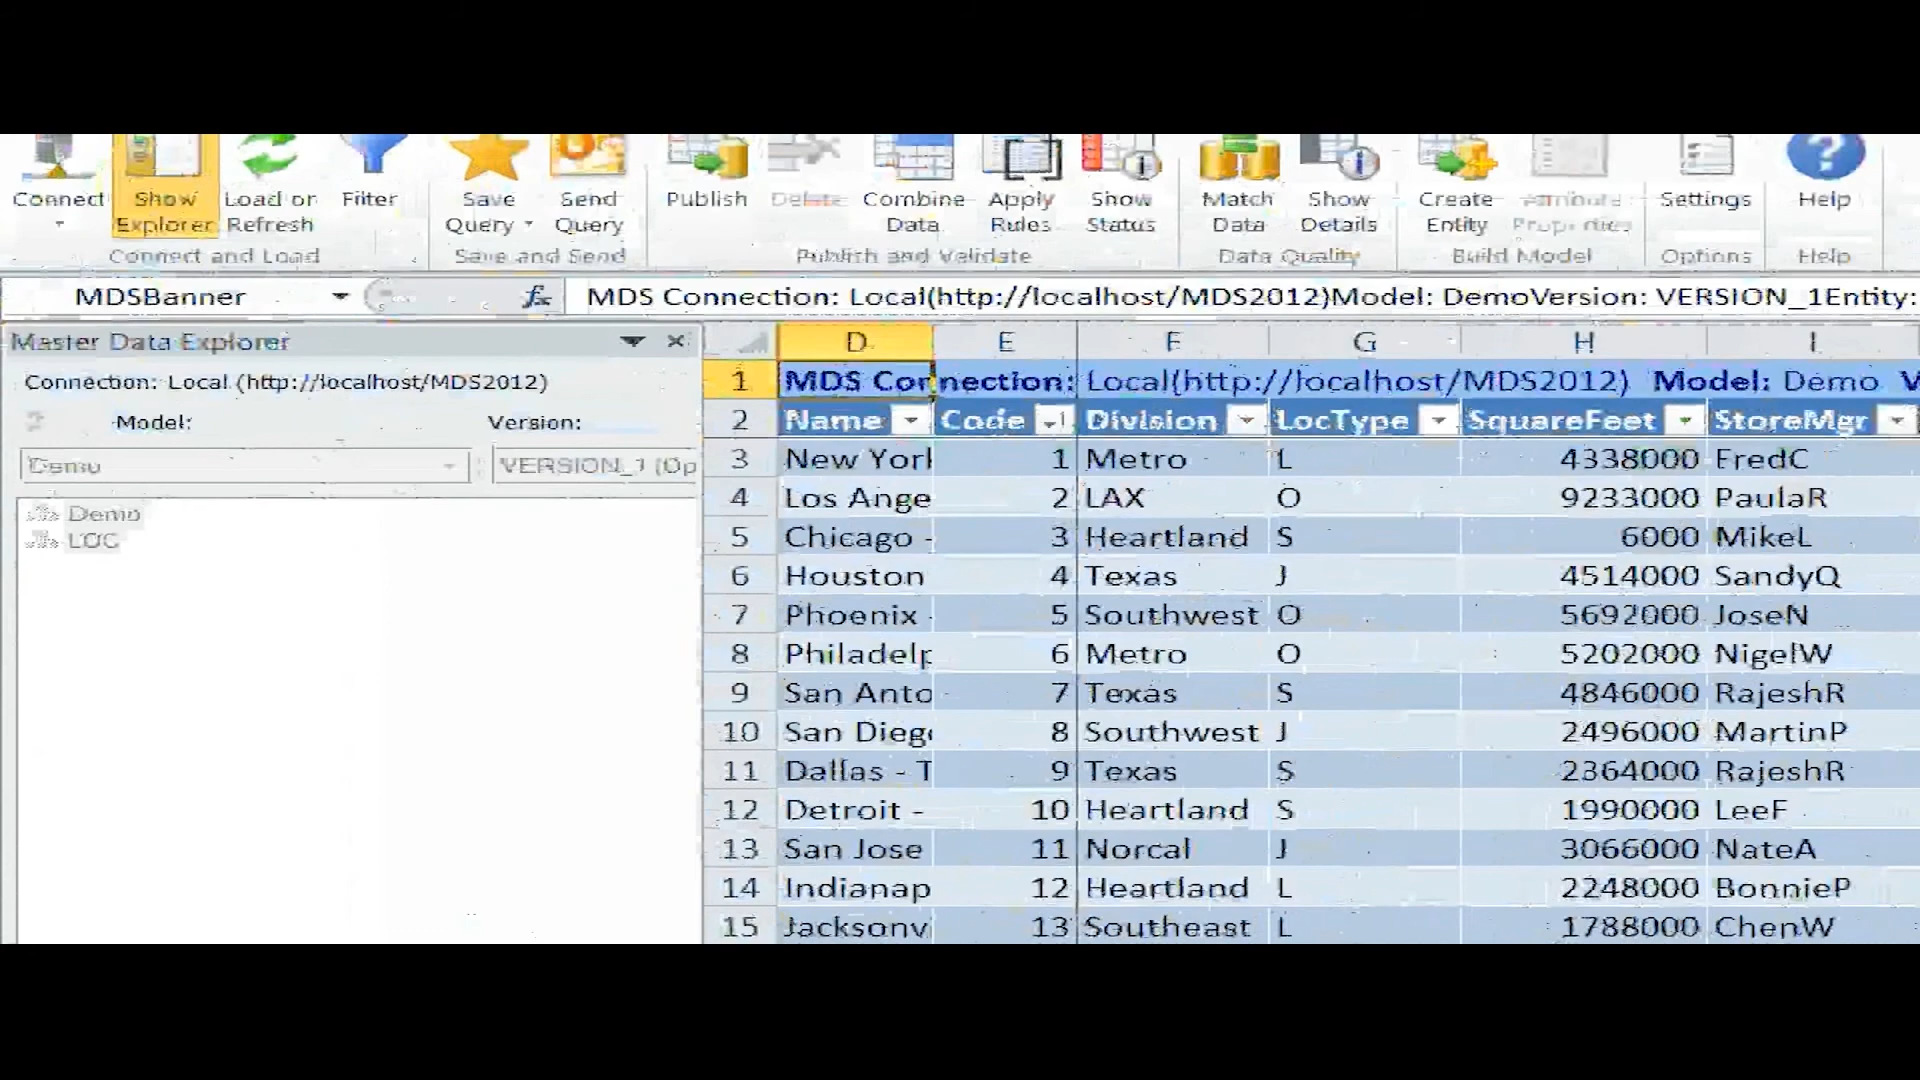 Connect Show Explorer Load or Refresh Filter Save Query Send Query Publish Delete Combine Data Apply Rules Show Status Match Data Show Details Create Entity Attribute Properties Settings Help
Connect and Load Save and Send Publish and Validate Data Quality Build Model Options Help
MDSBanner fx MDS Connection: Local(http://localhost/MDS2012)Model: DemoVersion: VERSION_1Entity:
Master Data Explorer
Connection: Local (http://localhost/MDS2012)
Model: Version:
Demo VERSION_1 (Op
Demo
LOC
D E F G H I
1 MDS Connection: Local(http://localhost/MDS2012) Model: Demo V
2 Name Code Division LocType SquareFeet StoreMgr
3 New York 1 Metro L 4338000 FredC
4 Los Ange 2 LAX O 9233000 PaulaR
5 Chicago - 3 Heartland S 6000 MikeL
6 Houston 4 Texas J 4514000 SandyQ
7 Phoenix - 5 Southwest O 5692000 JoseN
8 Philadelp 6 Metro O 5202000 NigelW
9 San Anto 7 Texas S 4846000 RajeshR
10 San Diego 8 Southwest J 2496000 MartinP
11 Dallas - T 9 Texas S 2364000 RajeshR
12 Detroit - 10 Heartland S 1990000 LeeF
13 San Jose 11 Norcal J 3066000 NateA
14 Indianap 12 Heartland L 2248000 BonnieP
15 Jacksonv 13 Southeast L 1788000 ChenW